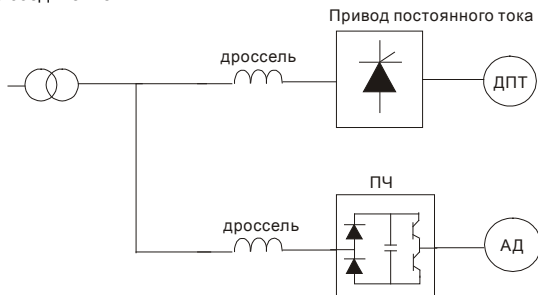 Привод постоянного тока
дроссель
ДПТ
ПЧ
дроссель
АД